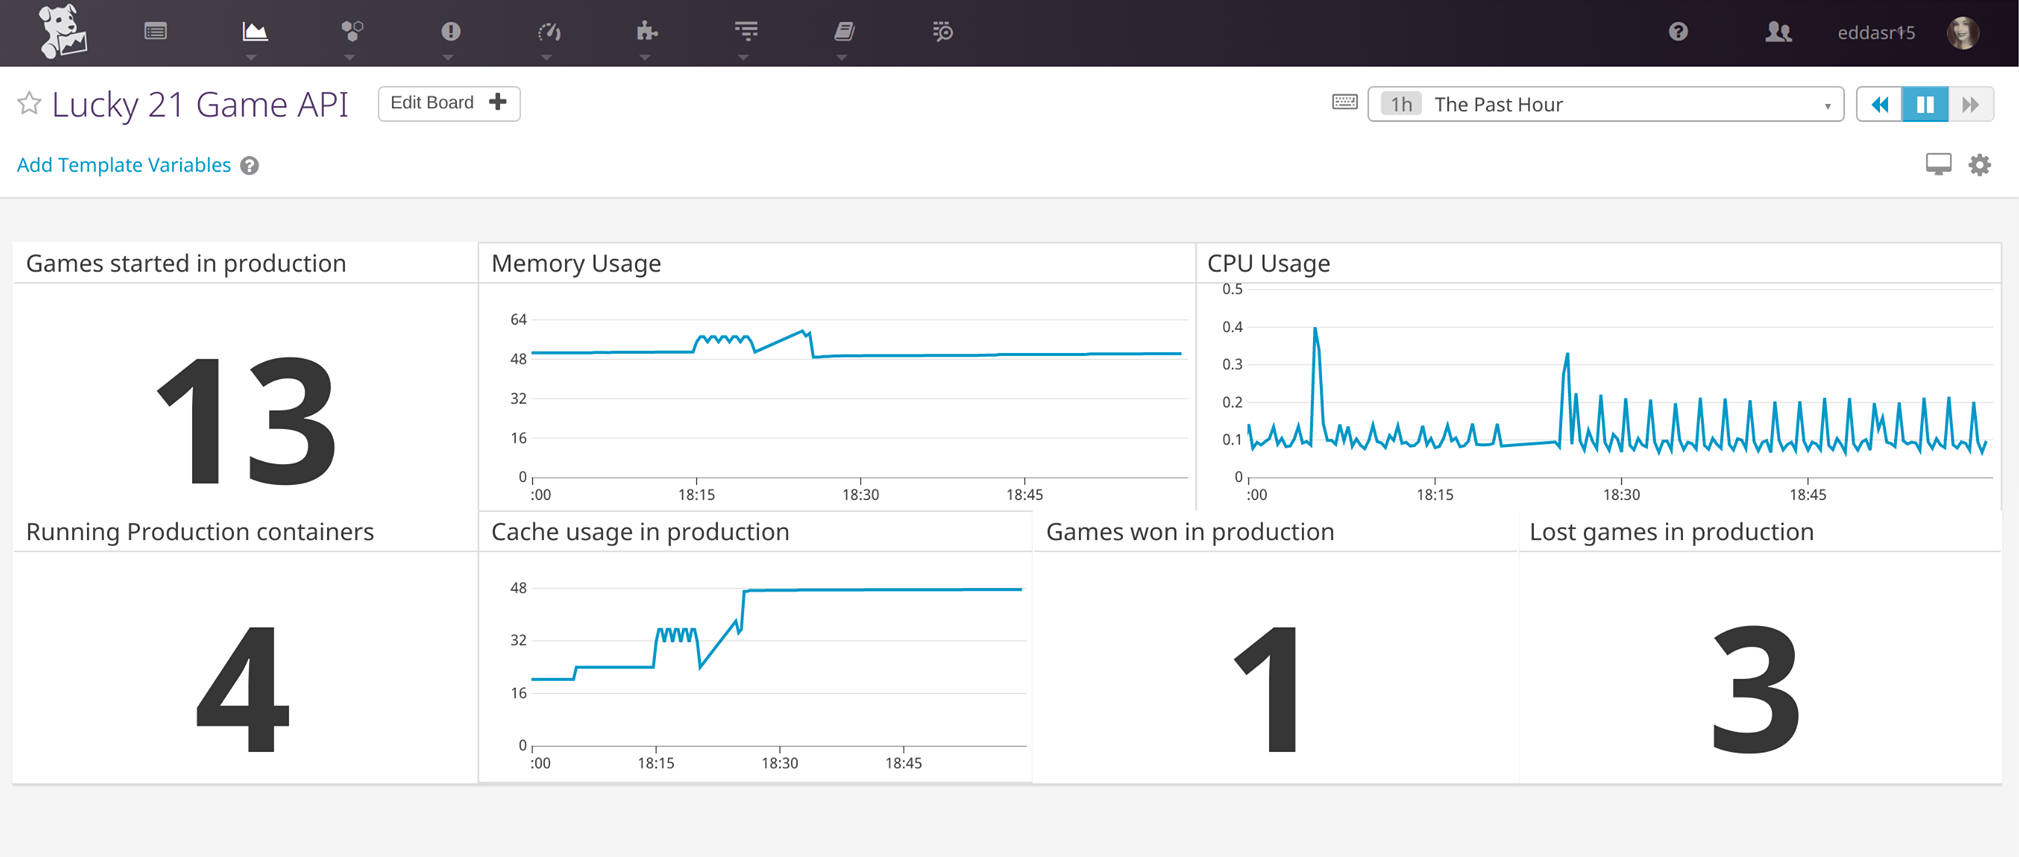 eddasr15
Lucky 21 Game API
Edit Board
1h The Past Hour
Add Template Variables
Games started in production
13
Memory Usage
64
48
32
16
0
:00 18:15 18:30 18:45
CPU Usage
0.5
0.4
0.3
0.2
0.1
0
:00 18:15 18:30 18:45
Running Production containers
4
Cache usage in production
48
32
16
0
:00 18:15 18:30 18:45
Games won in production
1
Lost games in production
3